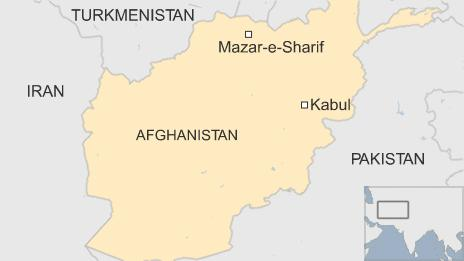 TURKMENISTAN
Mazar-e-Sharif
IRAN
Kabul
AFGHANISTAN
PAKISTAN